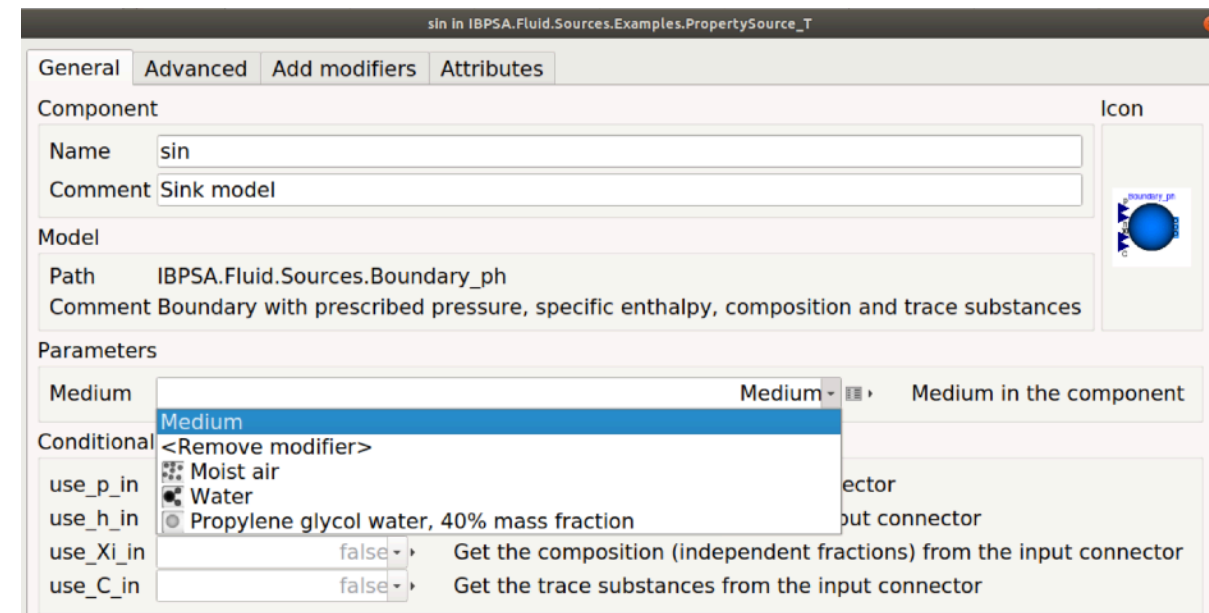 sin in IBPSA.Fluid.Sources.Examples.PropertySource_T
General Advanced Add modifiers Attributes
Component Icon
Name sin
Comment Sink model
Boundary_ph
Model
Path IBPSA.Fluid.Sources.Boundary_ph
Comment Boundary with prescribed pressure, specific enthalpy, composition and trace substances
Parameters
Medium Medium Medium in the component
Medium
Conditional <Remove modifier>
Moist air
use_p_in ector
Water
use_h_in Propylene glycol water, 40% mass fraction put connector
use_Xi_in false Get the composition (independent fractions) from the input connector
use_C_in false Get the trace substances from the input connector